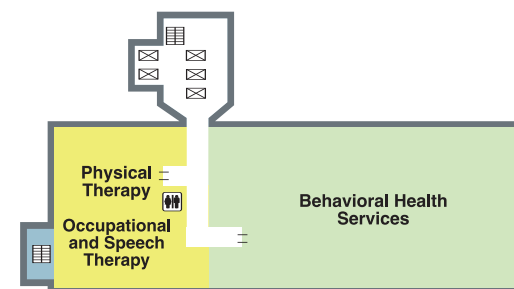 Physical
Therapy
Behavioral Health
Services
Occupational
and Speech
Therapy